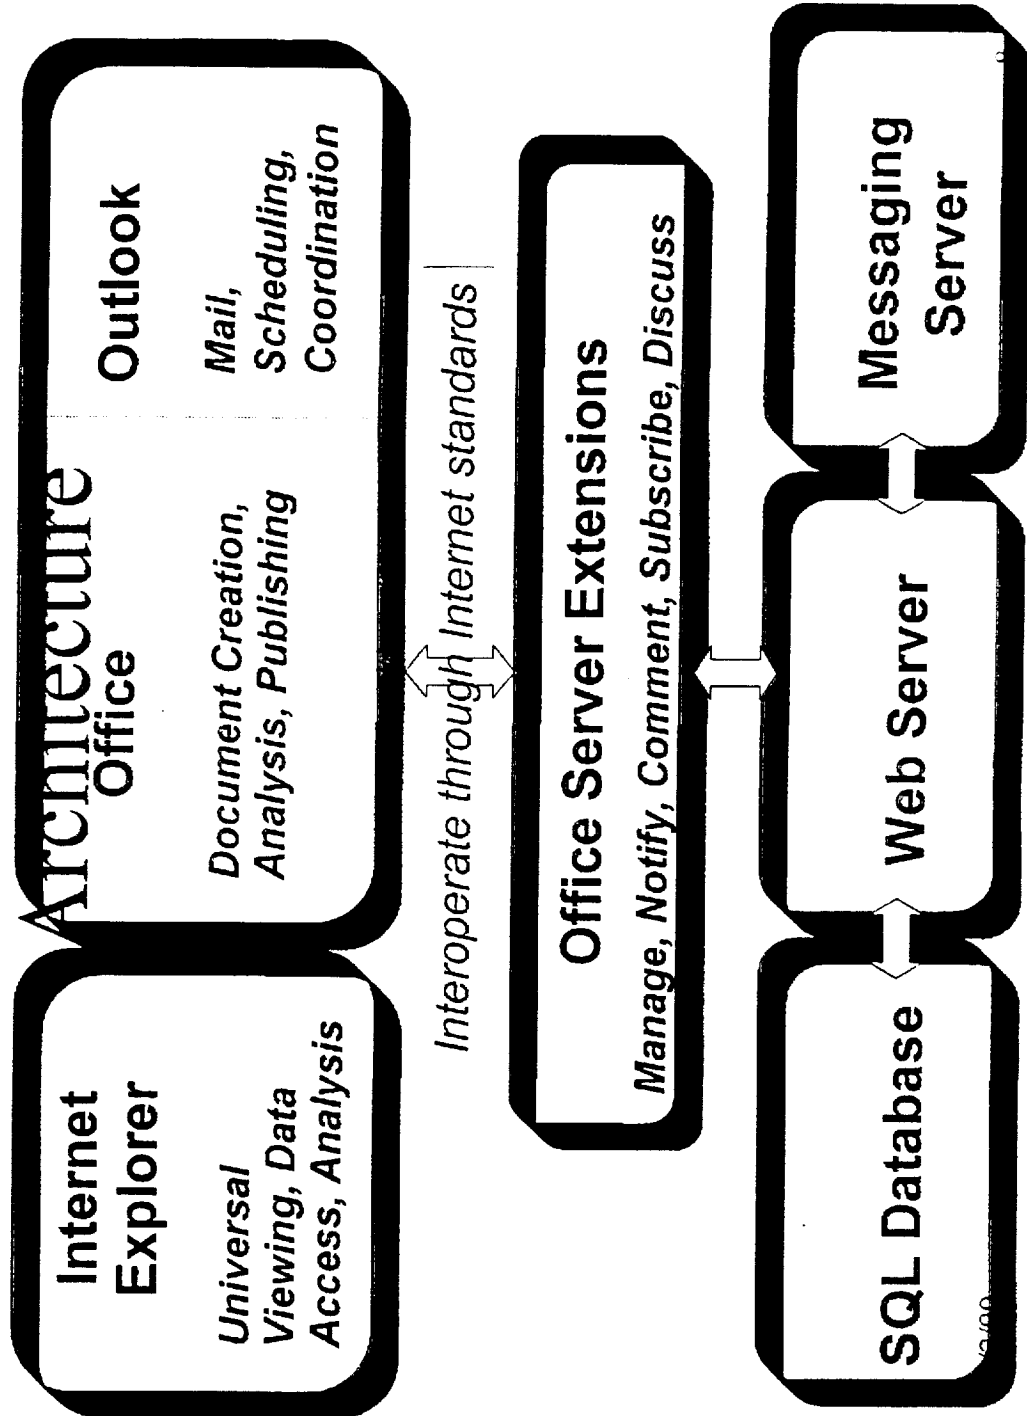 Architecture
Internet
Explorer
Universal
Viewing, Data
Access, Analysis
Office
Document Creation,
Analysis, Publishing
Outlook
Mail,
Scheduling,
Coordination
Interoperate through Internet standards
Office Server Extensions
Manage, Notify, Comment, Subscribe, Discuss
SQL Database
Web Server
Messaging
Server